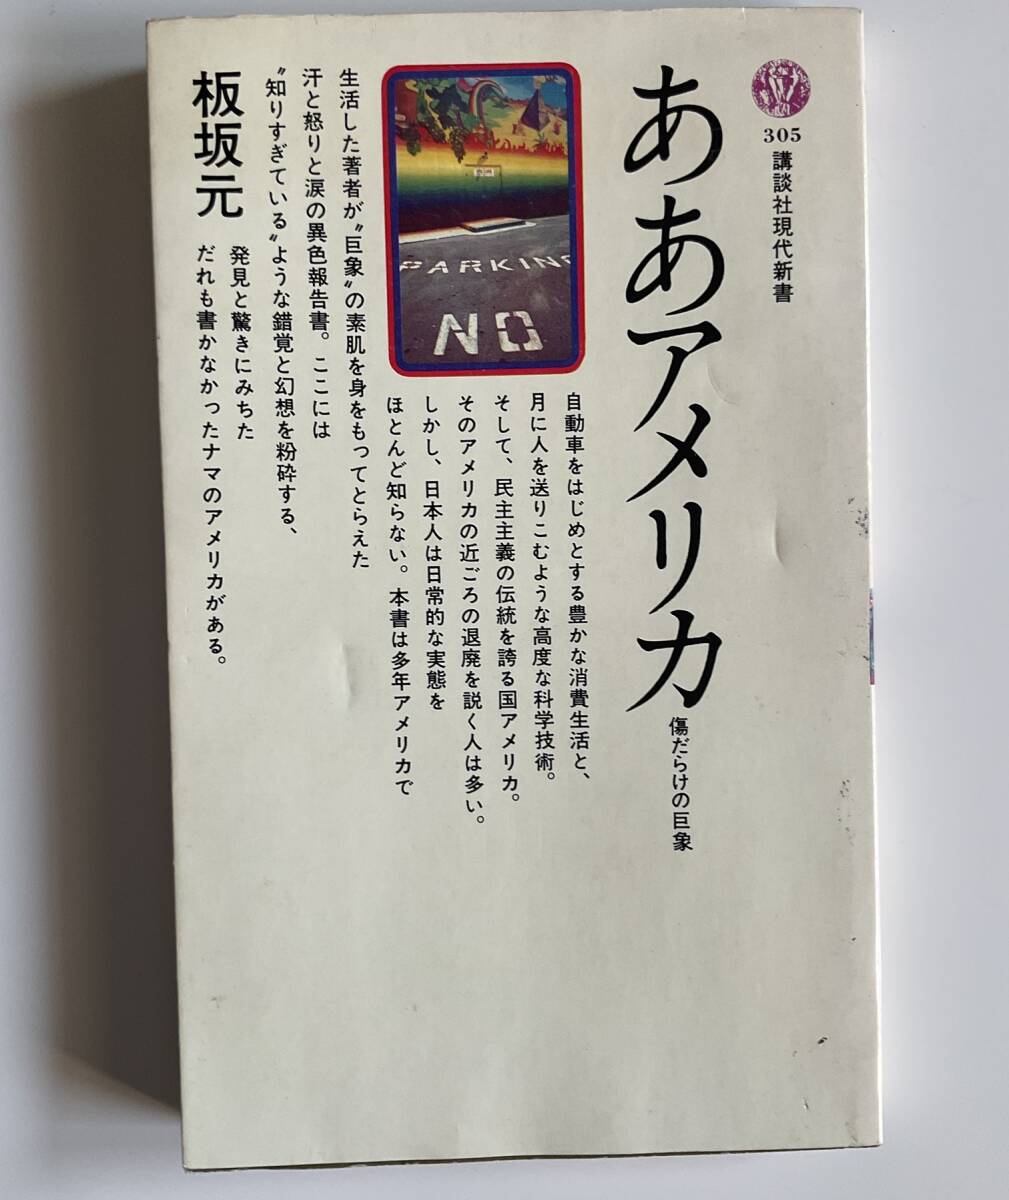 305
講談社現代新書
ああアメリカ
傷だらけの巨象
PARKING
NO
自動車をはじめとする豊かな消費生活と、
月に人を送りこむような高度な科学技術。
そして、民主主義の伝統を誇る国アメリカ。
そのアメリカの近ごろの退廃を説く人は多い。
しかし、日本人は日常的な実態を
ほとんど知らない。本書は多年アメリカで
生活した著者が〝巨象〟の素肌を身をもってとらえた
汗と怒りと涙の異色報告書。ここには
〝知りすぎている〟ような錯覚と幻想を粉砕する、
発見と驚きにみちた
だれも書かなかったナマのアメリカがある。
板坂元